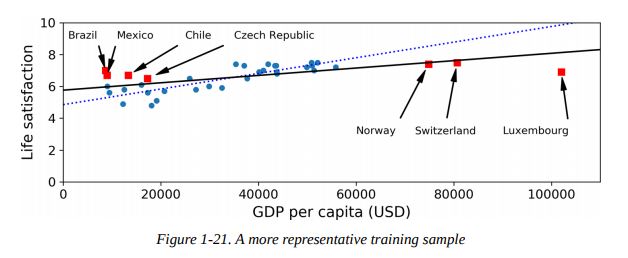 10
Brazil Mexico Chile Czech Republic
8
6
4
2
0
Life satisfaction
Norway Switzerland Luxembourg
0 20000 40000 60000 80000 100000
GDP per capita (USD)
Figure 1-21. A more representative training sample